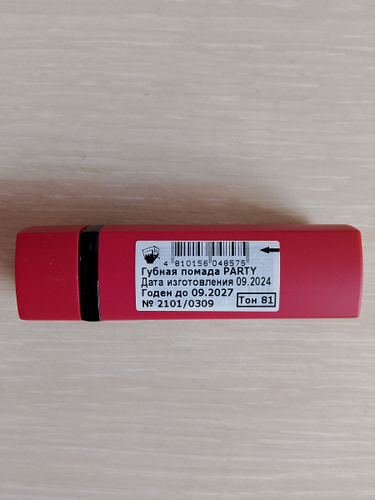 4 810156 048575
Губная помада PARTY
Дата изготовления 09.2024
Годен до 09.2027
№ 2101/0309
Тон 81